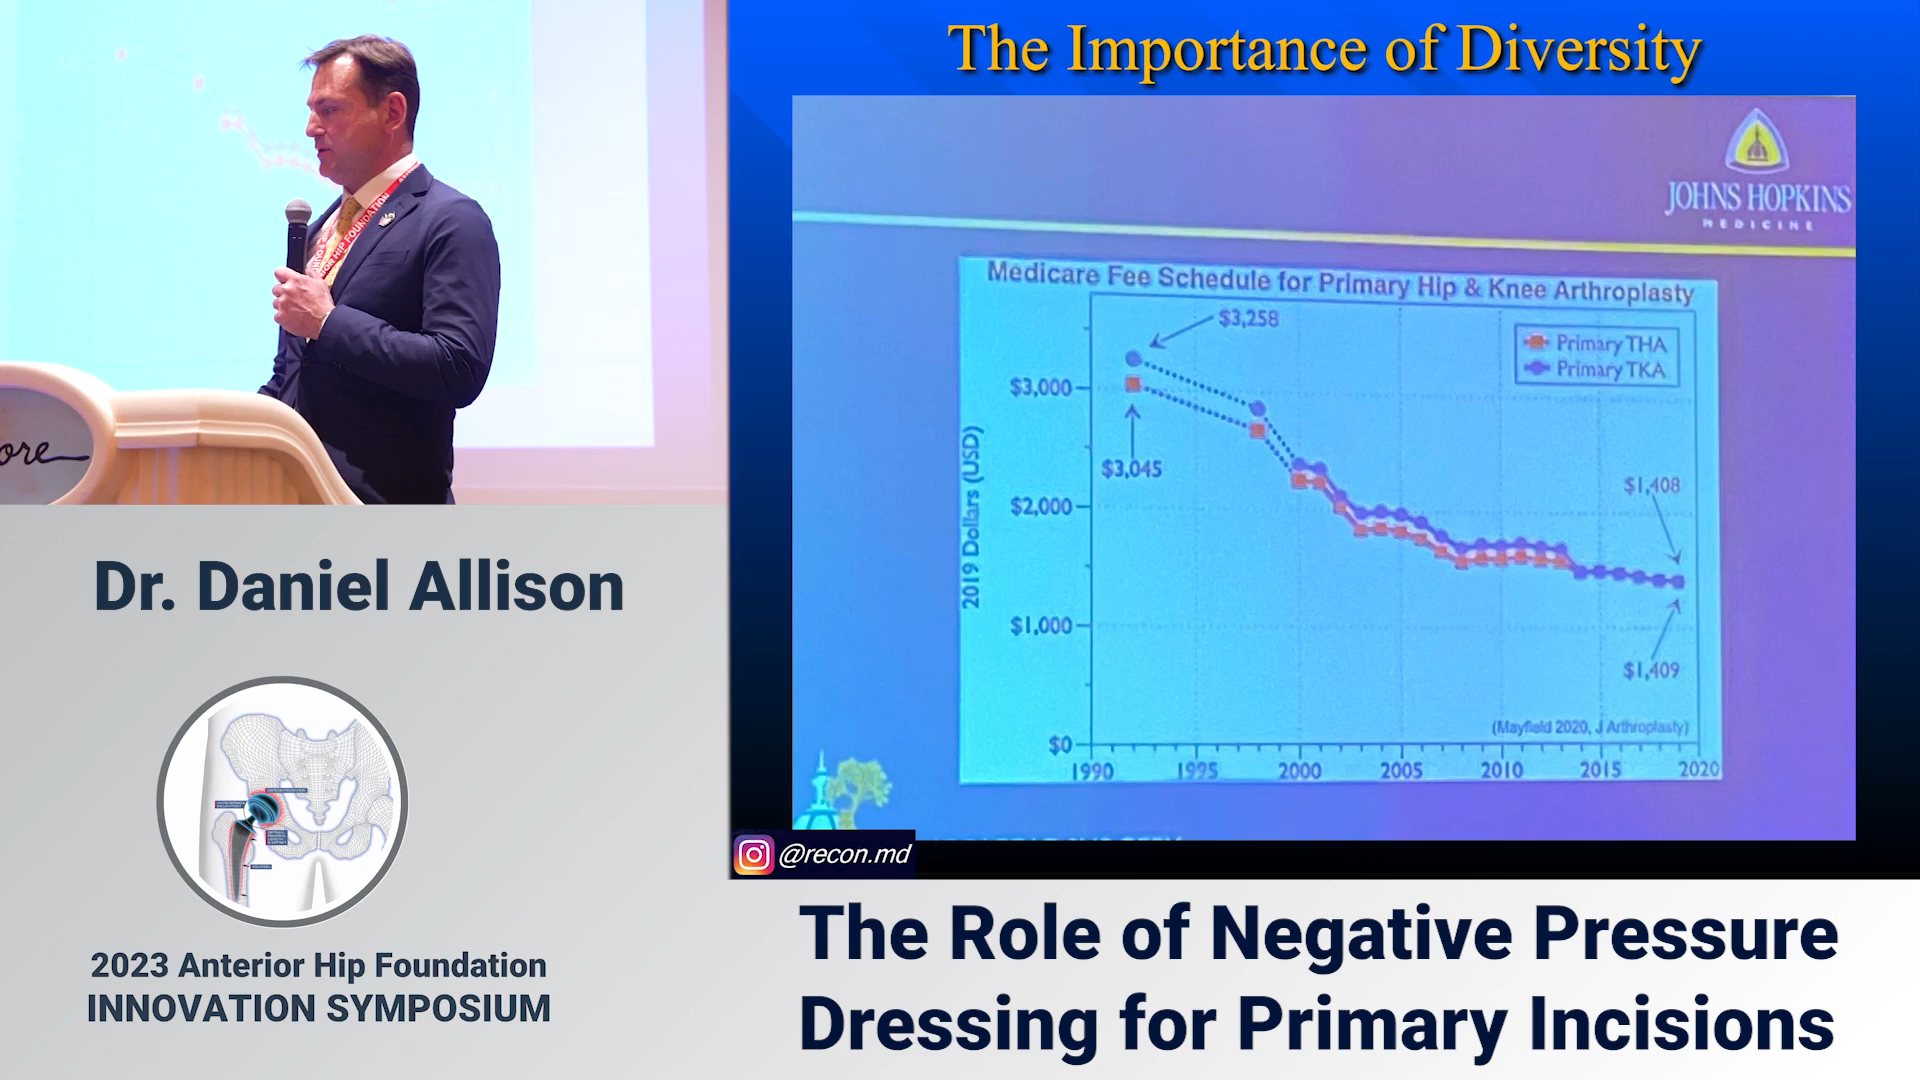 The Importance of Diversity
JOHNS HOPKINS
MEDICINE
Medicare Fee Schedule for Primary Hip & Knee Arthroplasty
$3,258
Primary THA
Primary TKA
$3,000
$3,045
$1,408
$2,000
2019 Dollars (USD)
$1,000
$1,409
(Mayfield 2020, J Arthroplasty)
$0
1990 1995 2000 2005 2010 2015 2020
@recon.md
HIP FOUNDATION
ore
Dr. Daniel Allison
2023 Anterior Hip Foundation
INNOVATION SYMPOSIUM
The Role of Negative Pressure
Dressing for Primary Incisions